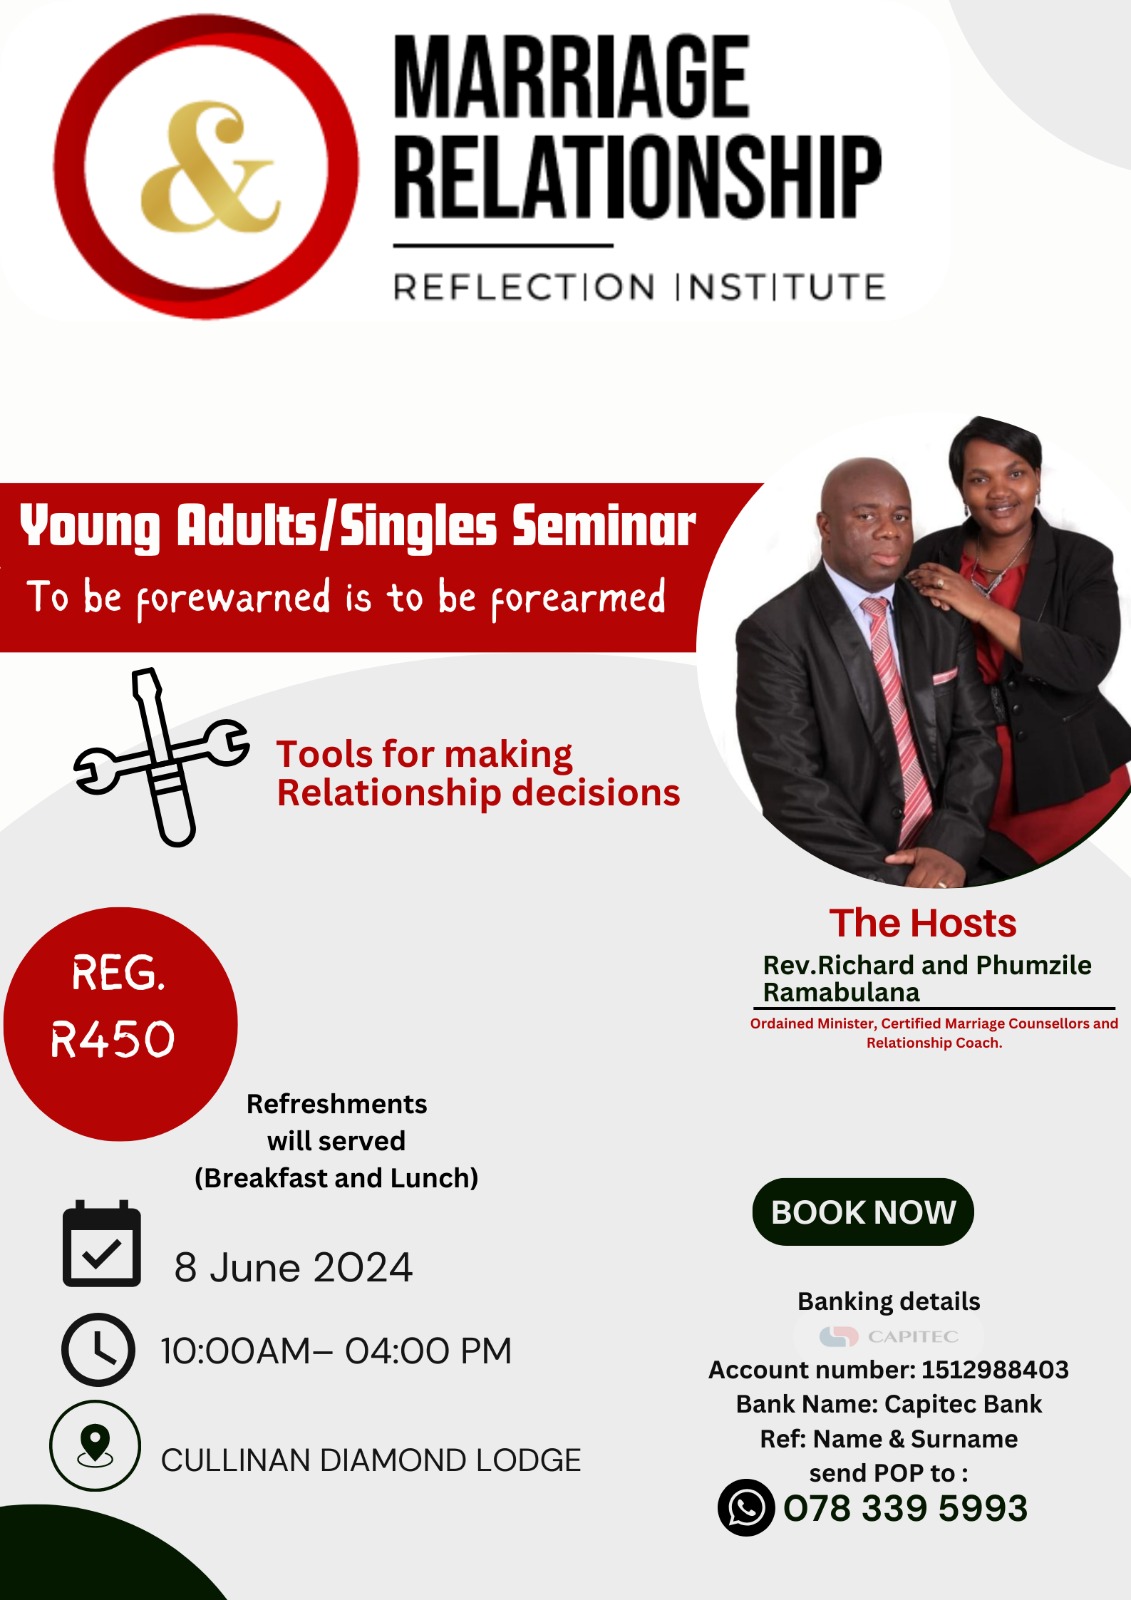 &
MARRIAGE
RELATIONSHIP
REFLECTION INSTITUTE
Young Adults/Singles Seminar
To be forewarned is to be forearmed
Tools for making
Relationship decisions
The Hosts
Rev.Richard and Phumzile
Ramabulana
Ordained Minister, Certified Marriage Counsellors and
Relationship Coach.
REG.
R450
Refreshments
will served
(Breakfast and Lunch)
8 June 2024
10:00AM– 04:00 PM
CULLINAN DIAMOND LODGE
BOOK NOW
Banking details
CAPITEC
Account number: 1512988403
Bank Name: Capitec Bank
Ref: Name & Surname
send POP to :
078 339 5993